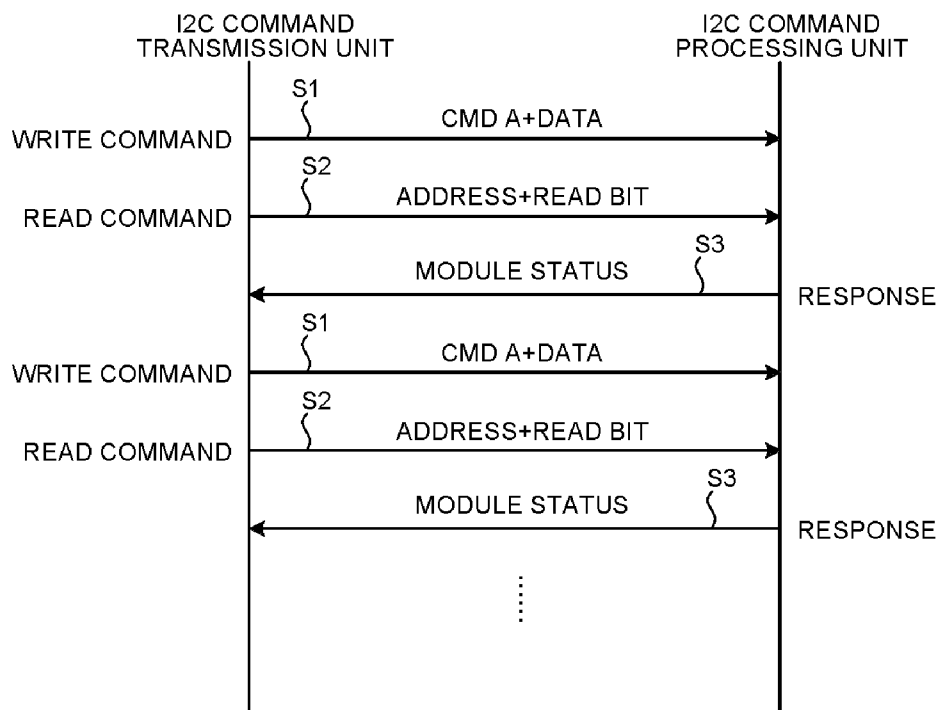 I2C COMMAND
TRANSMISSION UNIT
I2C COMMAND
PROCESSING UNIT
S1
WRITE COMMAND
CMD A+DATA
S2
READ COMMAND
ADDRESS+READ BIT
S3
MODULE STATUS
RESPONSE
S1
WRITE COMMAND
CMD A+DATA
S2
READ COMMAND
ADDRESS+READ BIT
S3
MODULE STATUS
RESPONSE